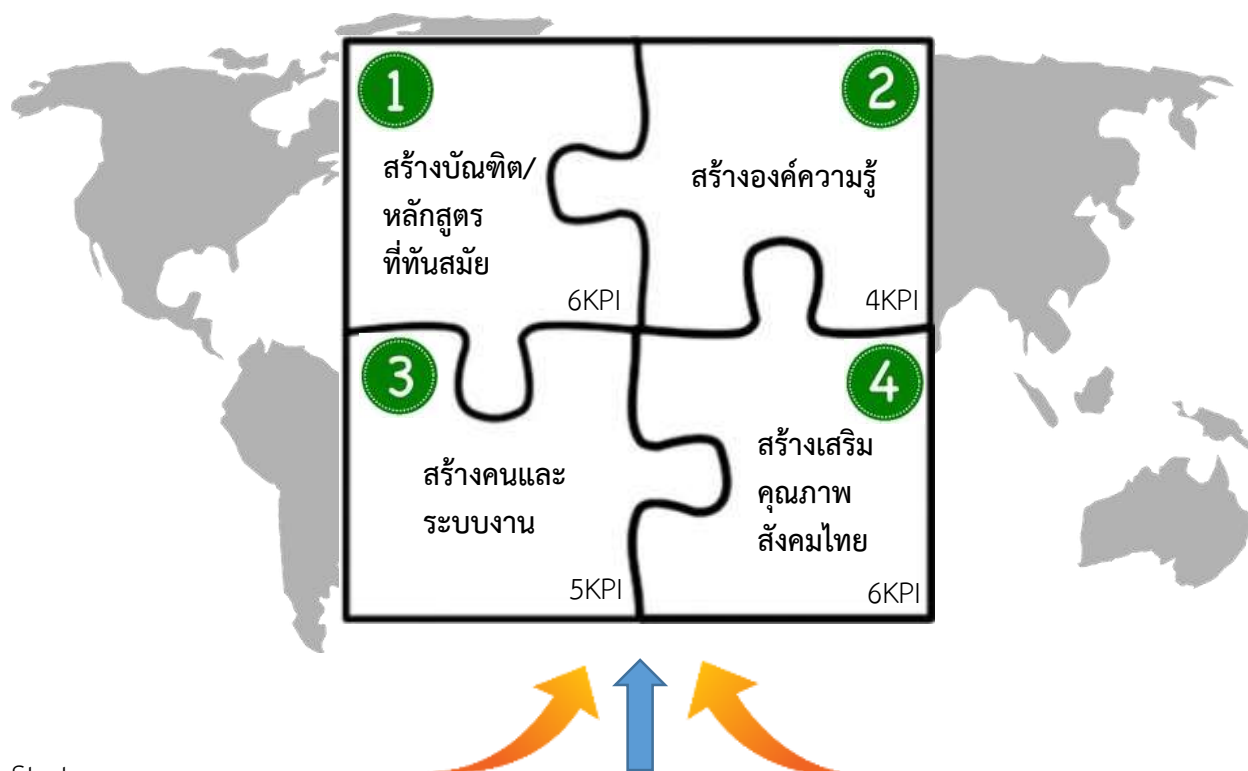 1
สร้างบัณฑิต/
หลักสูตร
ที่ทันสมัย
6KPI
2
สร้างองค์ความรู้
4KPI
3
สร้างคนและ
ระบบงาน
5KPI
4
สร้างเสริม
คุณภาพ
สังคมไทย
6KPI